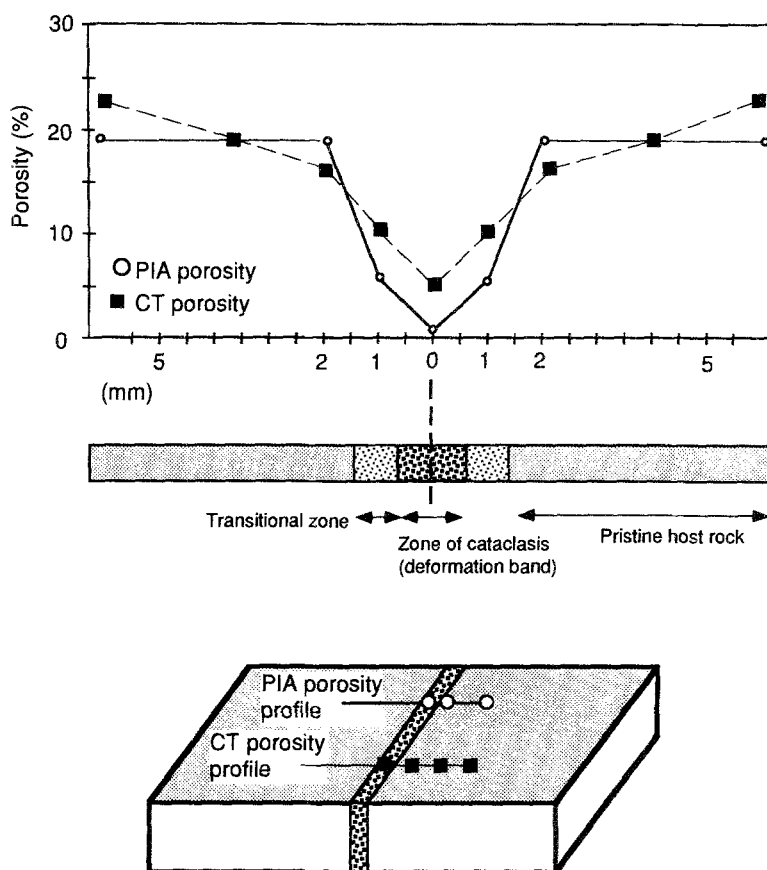 30
20
10
0
Porosity (%)
PIA porosity
CT porosity
5 2 1 0 1 2 5
(mm)
Transitional zone
Zone of cataclasis
(deformation band)
Pristine host rock
PIA porosity
profile
CT porosity
profile